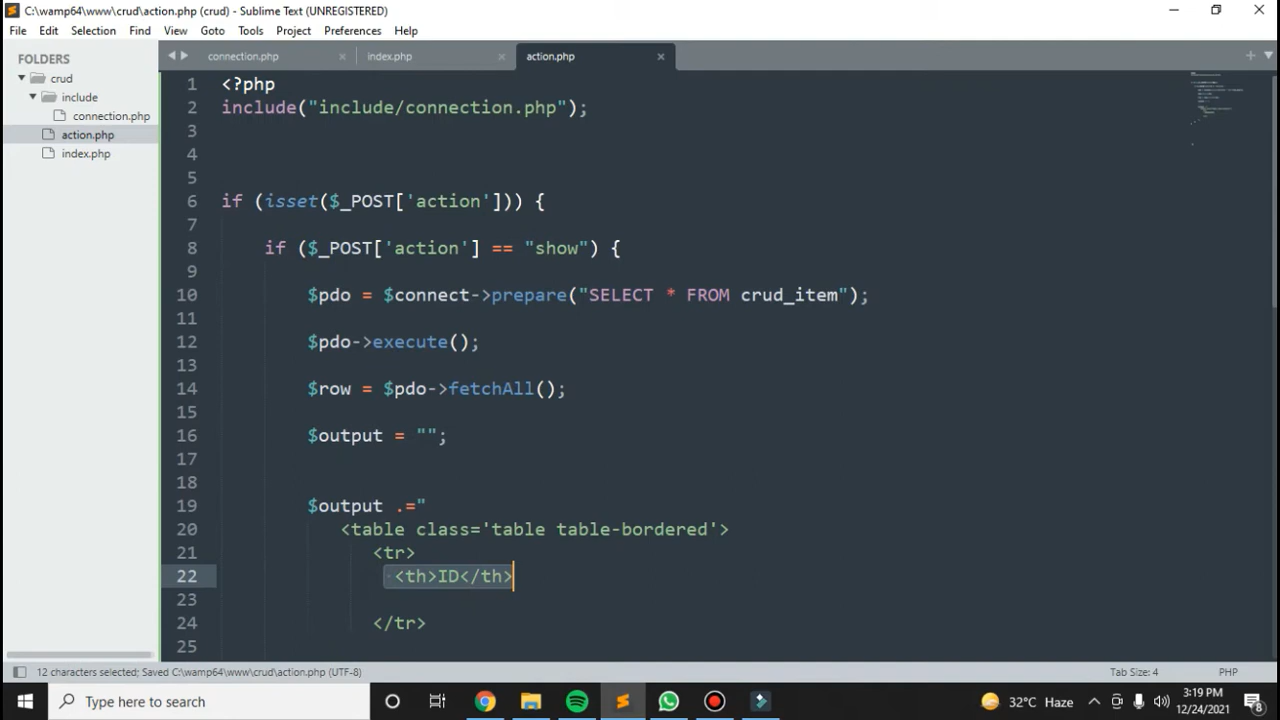 C:\wamp64\www\crud\action.php (crud) - Sublime Text (UNREGISTERED)
File Edit Selection Find View Goto Tools Project Preferences Help
FOLDERS
crud
include
connection.php
action.php
index.php
connection.php index.php action.php
1 <?php
2 include("include/connection.php");
3
4
5
6 if (isset($_POST['action'])) {
7
8 if ($_POST['action'] == "show") {
9
10 $pdo = $connect->prepare("SELECT * FROM crud_item");
11
12 $pdo->execute();
13
14 $row = $pdo->fetchAll();
15
16 $output = "";
17
18
19 $output .="
20 <table class='table table-bordered'>
21 <tr>
22 <th>ID</th>
23
24 </tr>
25
12 characters selected; Saved C:\wamp64\www\crud\action.php (UTF-8) Tab Size: 4 PHP
Type here to search
32°C Haze
3:19 PM
12/24/2021
8